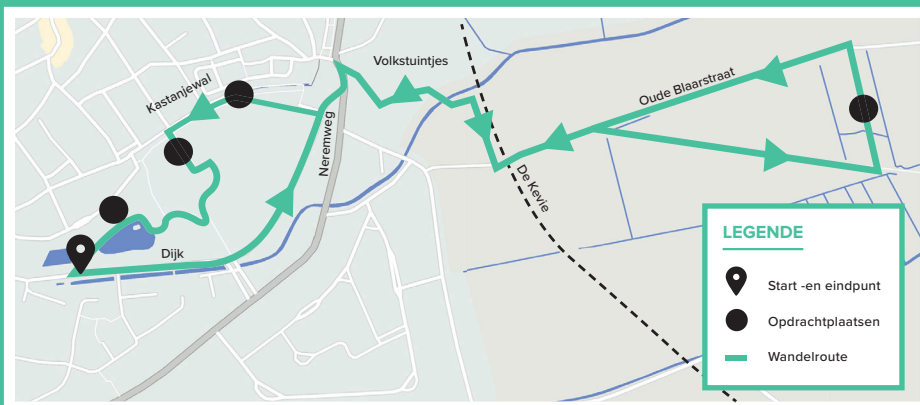 Volkstuintjes
Kastanjewal
Oude Blaarstraat
Neremweg
De Kevie
Dijk
LEGENDE
Start -en eindpunt
Opdrachtplaatsen
Wandelroute